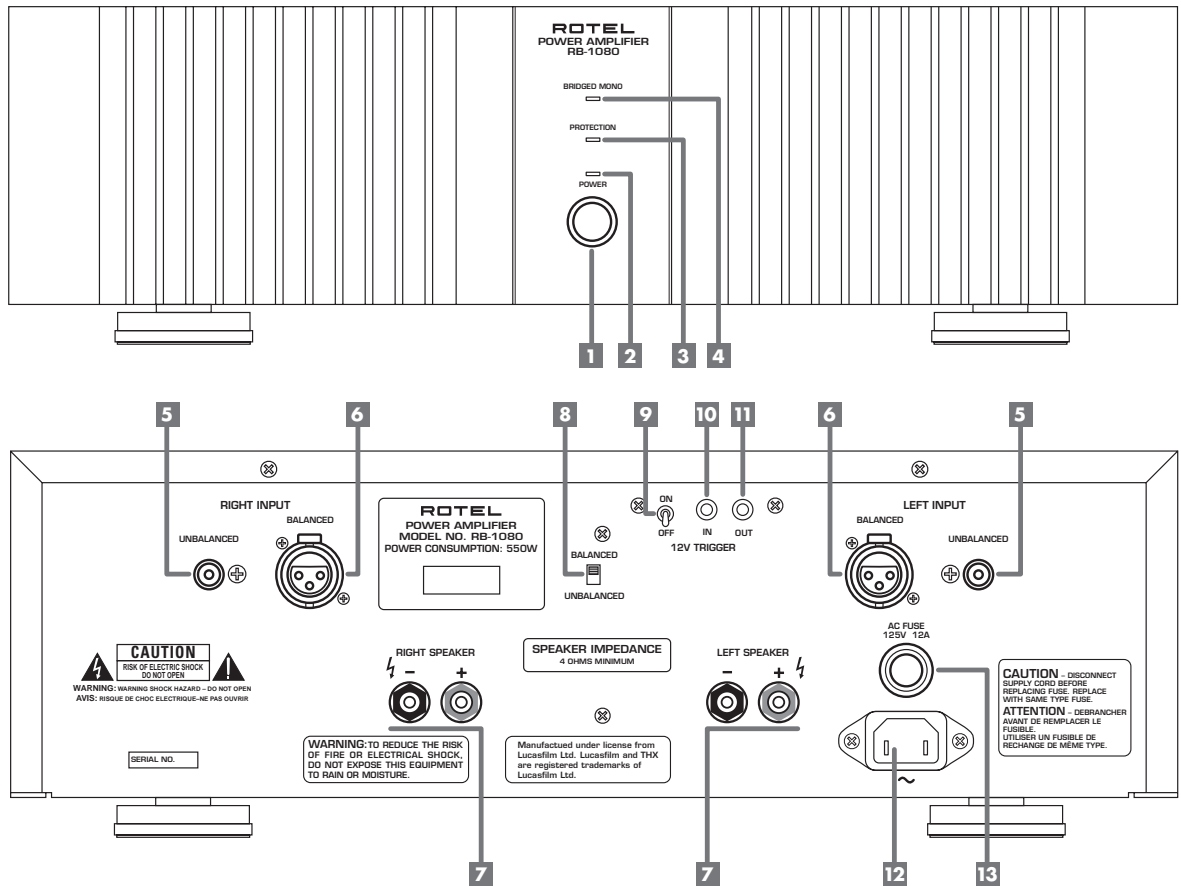 ROTEL
POWER AMPLIFIER
RB-1080
BRIDGED MONO
PROTECTION
POWER
1
2
3
4
5
6
8
9
10
11
6
5
RIGHT INPUT
BALANCED
UNBALANCED
ROTEL
POWER AMPLIFIER
MODEL NO. RB-1080
POWER CONSUMPTION: 550W
BALANCED
UNBALANCED
ON
OFF
IN
OUT
12V TRIGGER
LEFT INPUT
BALANCED
UNBALANCED
CAUTION
RISK OF ELECTRIC SHOCK
DO NOT OPEN
WARNING: WARNING SHOCK HAZARD – DO NOT OPEN
AVIS: RISQUE DE CHOC ELECTRIQUE–NE PAS OUVRIR
SERIAL NO.
RIGHT SPEAKER
– +
WARNING: TO REDUCE THE RISK
OF FIRE OR ELECTRICAL SHOCK,
DO NOT EXPOSE THIS EQUIPMENT
TO RAIN OR MOISTURE.
SPEAKER IMPEDANCE
4 OHMS MINIMUM
Manufactued under license from
Lucasfilm Ltd. Lucasfilm and THX
are registered trademarks of
Lucasfilm Ltd.
LEFT SPEAKER
– +
AC FUSE
125V 12A
CAUTION – DISCONNECT
SUPPLY CORD BEFORE
REPLACING FUSE. REPLACE
WITH SAME TYPE FUSE.
ATTENTION – DEBRANCHER
AVANT DE REMPLACER LE
FUSIBLE.
UTILISER UN FUSIBLE DE
RECHANGE DE MÊME TYPE.
7
7
12
13